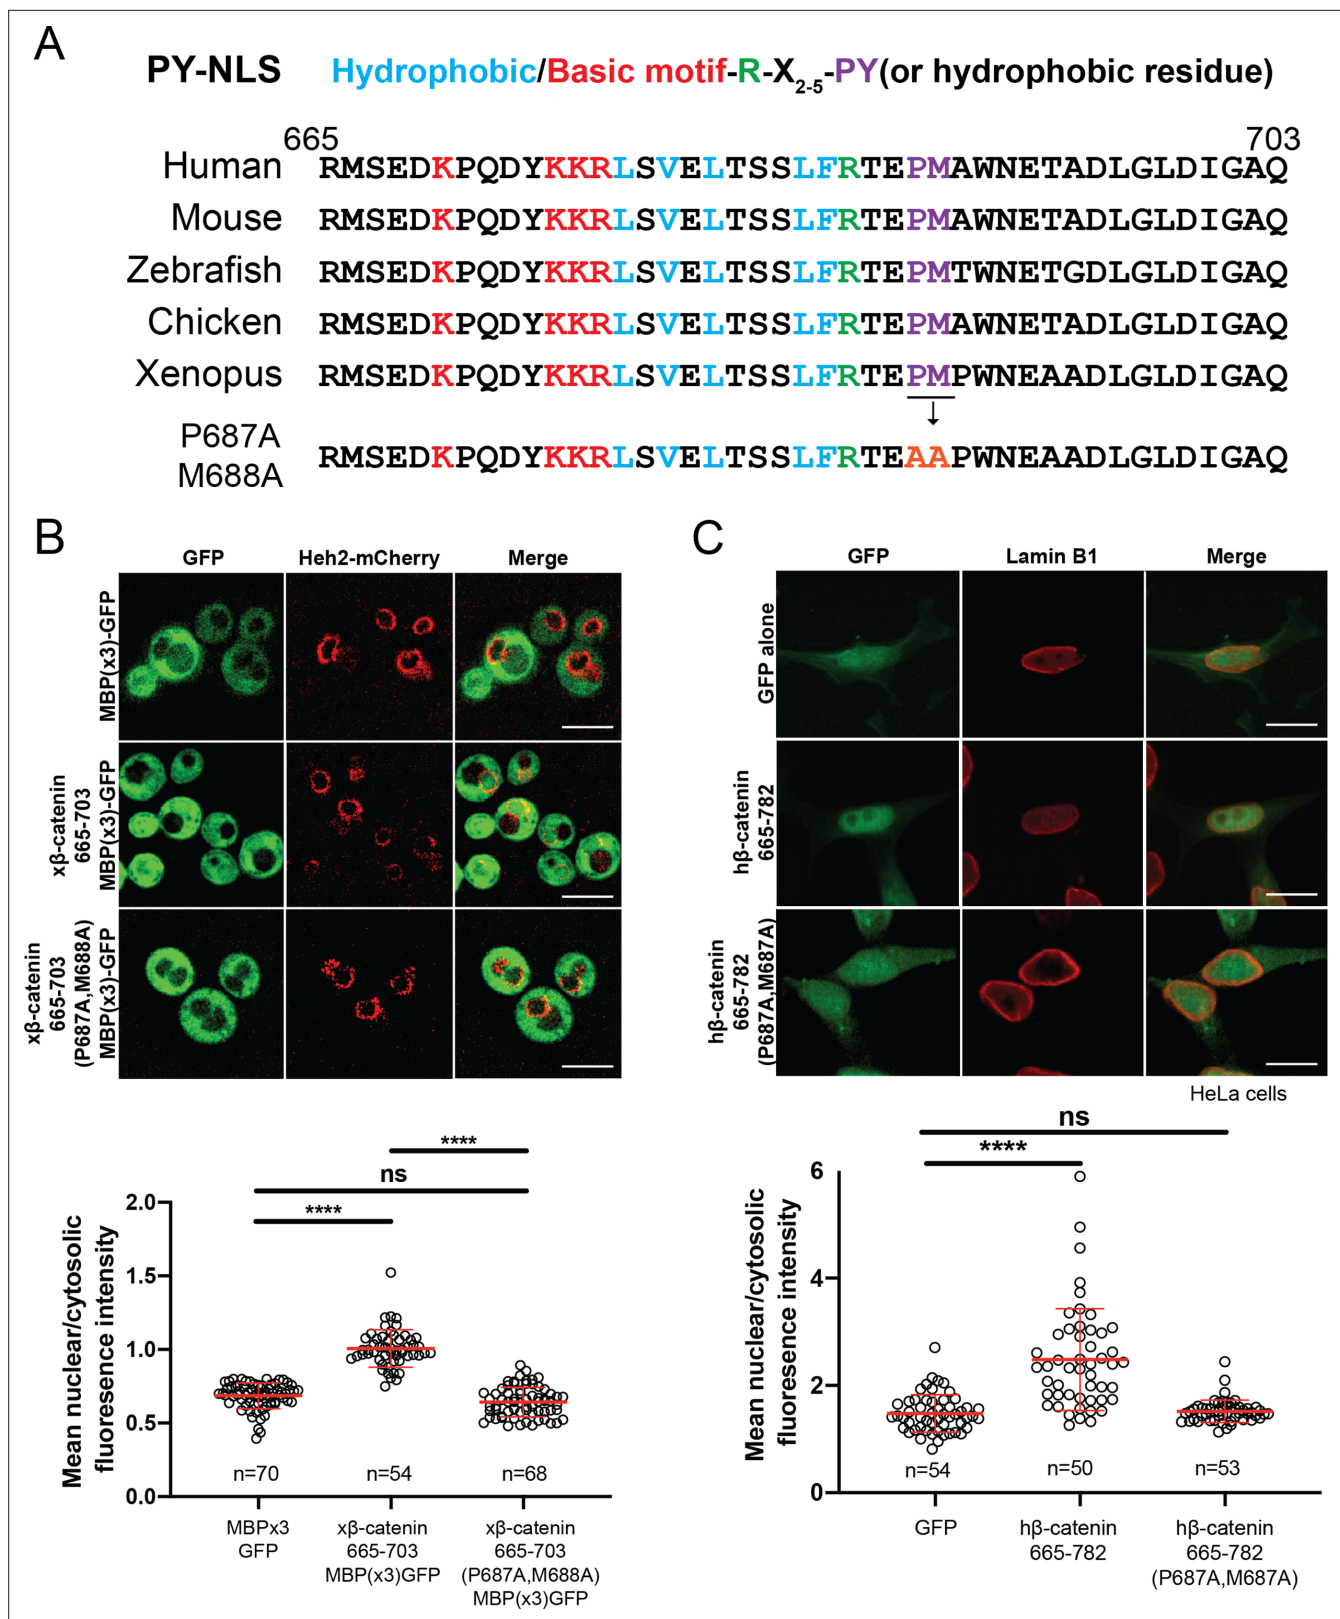 A
PY-NLS Hydrophobic/Basic motif-R-X2-5-PY(or hydrophobic residue)
665 703
Human RMSEDKPQDYKKRLSVELTSSLFRTEPMAWNETADLGLDIGAQ
Mouse RMSEDKPQDYKKRLSVELTSSLFRTEPMAWNETADLGLDIGAQ
Zebrafish RMSEDKPQDYKKRLSVELTSSLFRTEPMTWNETGDLGLDIGAQ
Chicken RMSEDKPQDYKKRLSVELTSSLFRTEPMAWNETADLGLDIGAQ
Xenopus RMSEDKPQDYKKRLSVELTSSLFRTEPMPWNEAADLGLDIGAQ
P687A
M688A
RMSEDKPQDYKKRLSVELTSSLFRTEAAPWNEAADLGLDIGAQ
B
GFP Heh2-mCherry Merge
MBP(x3)-GFP
xβ-catenin
665-703
MBP(x3)-GFP
xβ-catenin
665-703
(P687A,M688A)
MBP(x3)-GFP
Mean nuclear/cytosolic
fluoresence intensity
****
ns
****
2.0
1.5
1.0
0.5
0.0
n=70 n=54 n=68
MBPx3
GFP
xβ-catenin
665-703
MBP(x3)GFP
xβ-catenin
665-703
(P687A,M688A)
MBP(x3)GFP
C
GFP Lamin B1 Merge
GFP alone
hβ-catenin
665-782
hβ-catenin
665-782
(P687A,M687A)
HeLa cells
Mean nuclear/cytosolic
fluoresence intensity
ns
****
6
4
2
0
n=54 n=50 n=53
GFP
hβ-catenin
665-782
hβ-catenin
665-782
(P687A,M687A)